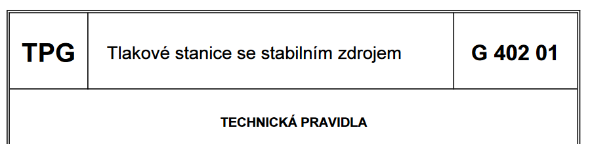 TPG Tlakové stanice se stabilním zdrojem G 402 01
TECHNICKÁ PRAVIDLA